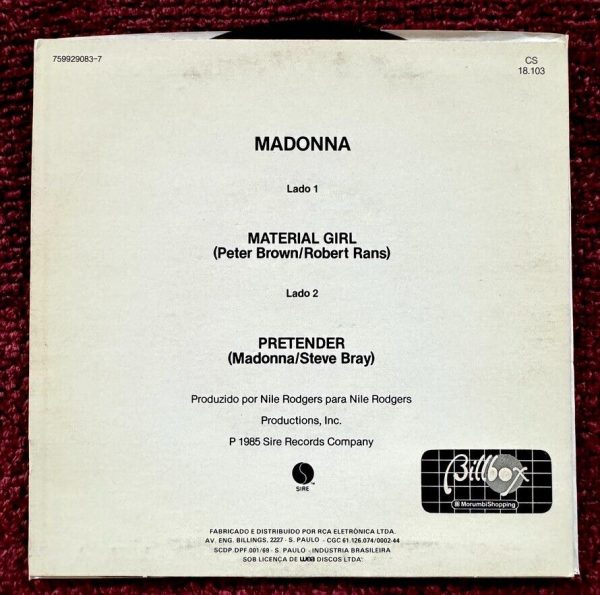 759929083-7
CS
18.103
MADONNA
Lado 1
MATERIAL GIRL
(Peter Brown/Robert Rans)
Lado 2
PRETENDER
(Madonna/Steve Bray)
Produzido por Nile Rodgers para Nile Rodgers
Productions, Inc.
P 1985 Sire Records Company
S
SIRE ™
Billbox
MorumbiShopping
FABRICADO E DISTRIBUIDO POR RCA ELETRÔNICA LTDA.
AV. ENG. BILLINGS, 2227 - S. PAULO - CGC 61.126.074/0002-44
SCDP.DPF.001/69 - S. PAULO - INDÚSTRIA BRASILEIRA
SOB LICENÇA DE wea DISCOS LTDA.